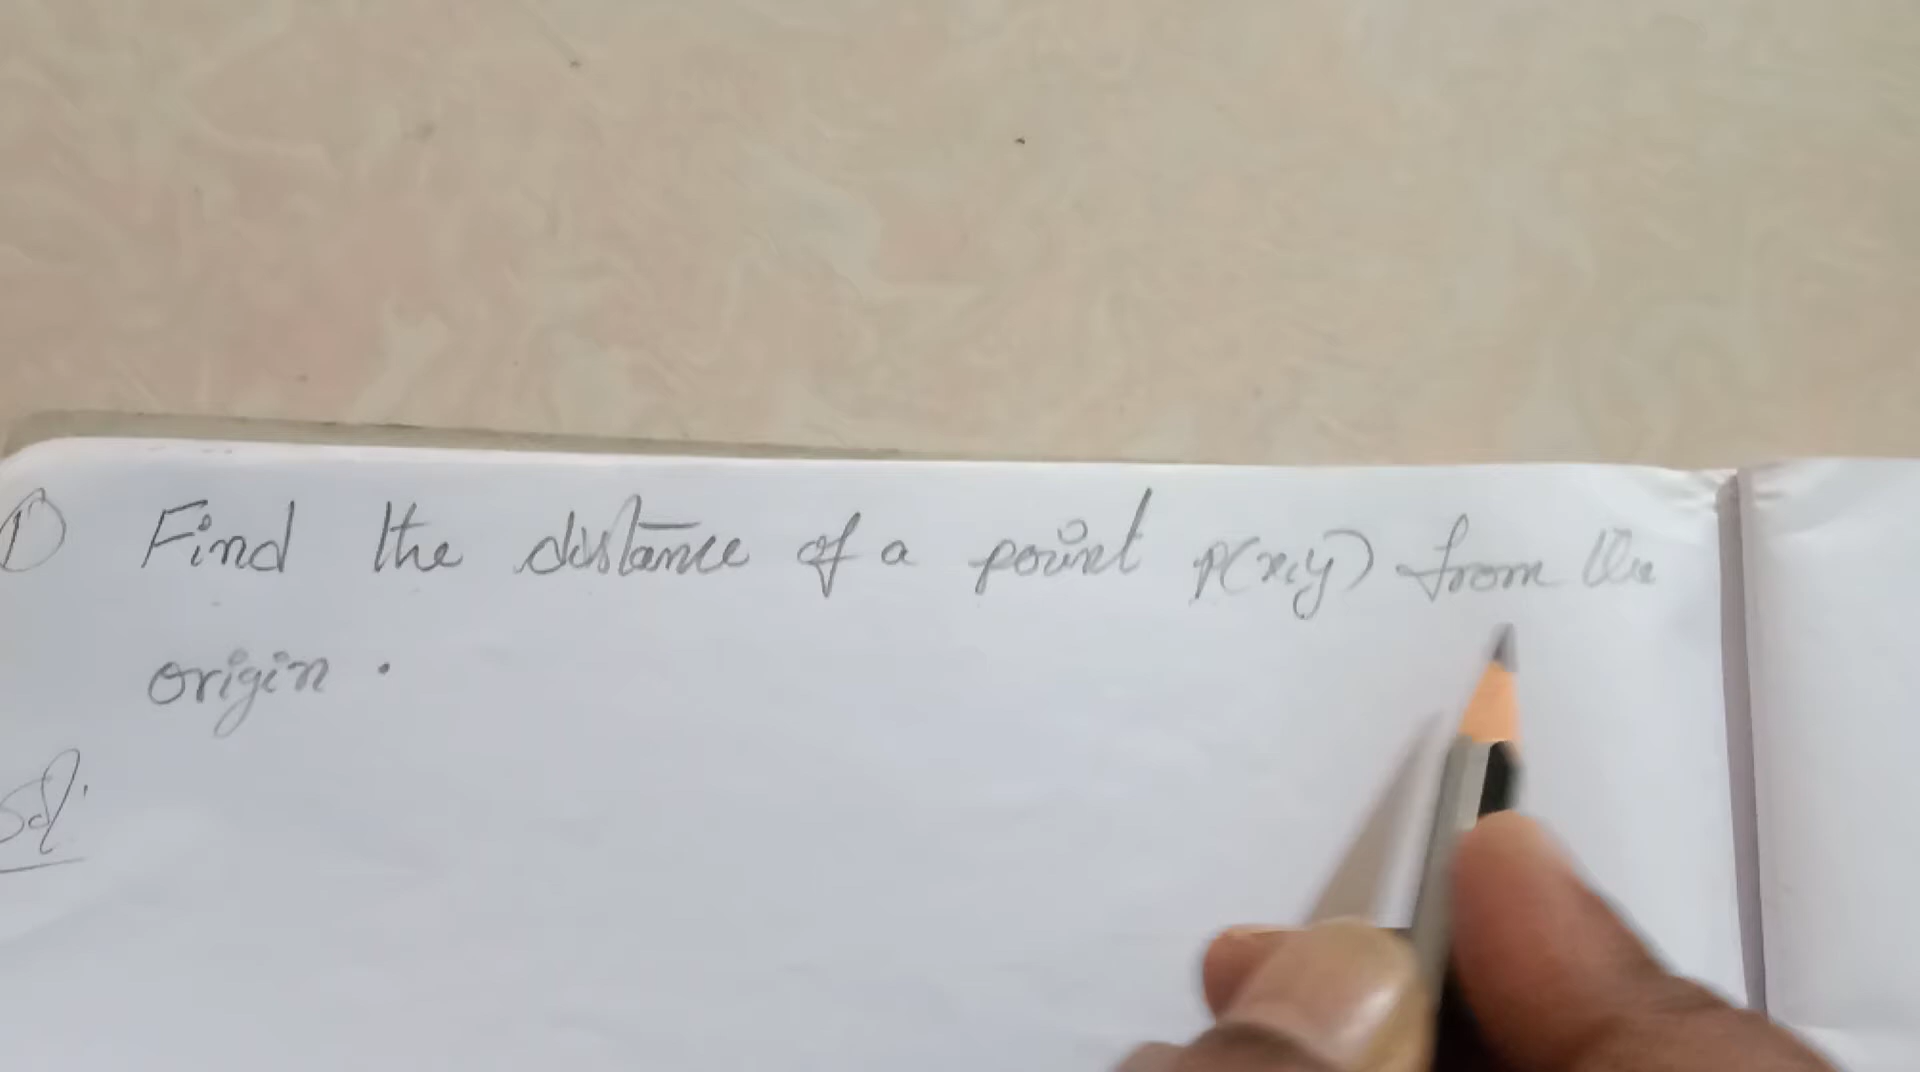 1) Find the distance of a point P(x,y) from the
origin.
Sol.